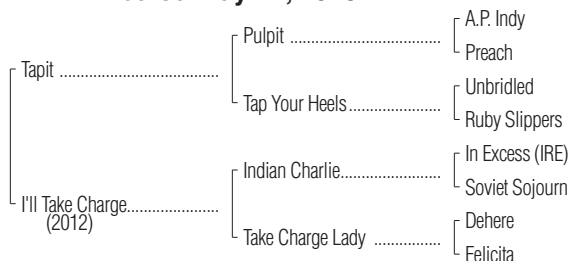 A.P. Indy
Pulpit ............................
Preach
Tapit ......................................
Unbridled
Tap Your Heels.......................
Ruby Slippers
In Excess (IRE)
Indian Charlie.........................
Soviet Sojourn
I'll Take Charge......................
(2012)
Dehere
Take Charge Lady ................
Felicita